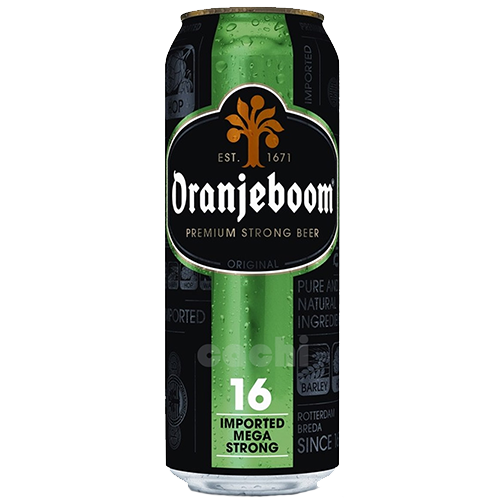 EST. 1671
Oranjeboom®
PREMIUM STRONG BEER
ORIGINAL
IMPORTED
PURE AND
NATURAL
BARLEY
ROTTERDAM
BREDA
SINCE
cachi
16
IMPORTED
MEGA
STRONG